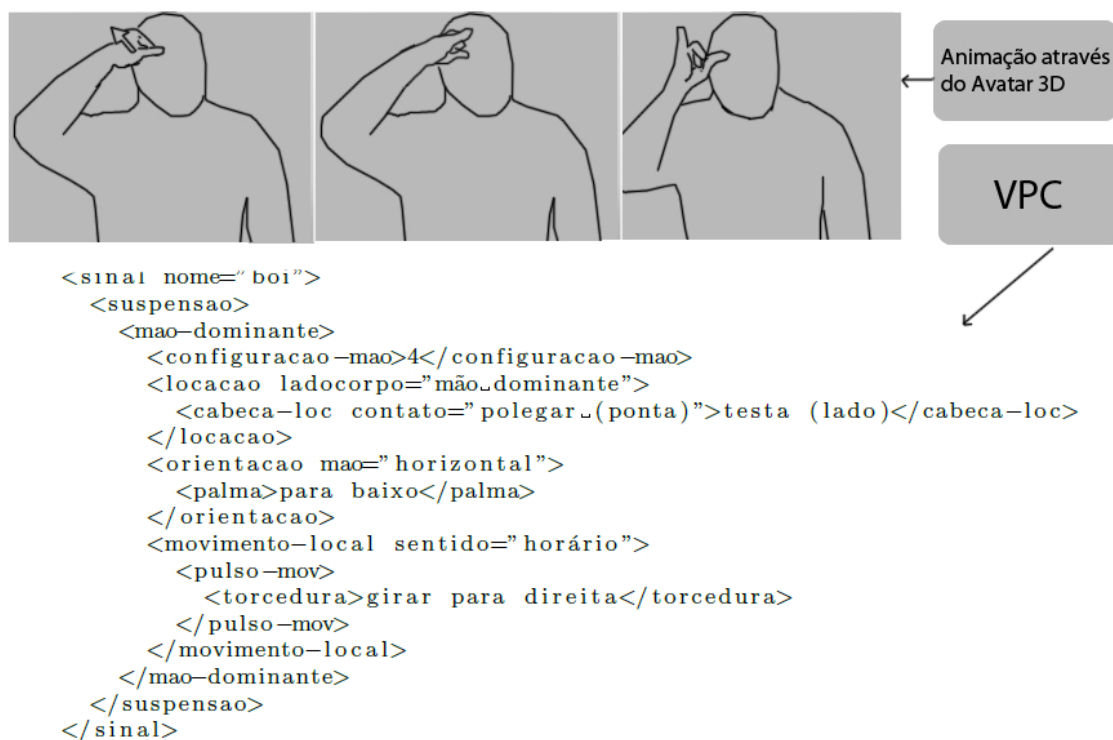 Animação através
do Avatar 3D
VPC
<sinal nome="boi">
<suspensao>
<mao-dominante>
<configuracao-mao>4</configuracao-mao>
<locacao ladocorpo="mão␣dominante">
<cabeca-loc contato="polegar␣(ponta)">testa (lado)</cabeca-loc>
</locacao>
<orientacao mao="horizontal">
<palma>para baixo</palma>
</orientacao>
<movimento-local sentido="horário">
<pulso-mov>
<torcedura>girar para direita</torcedura>
</pulso-mov>
</movimento-local>
</mao-dominante>
</suspensao>
</sinal>